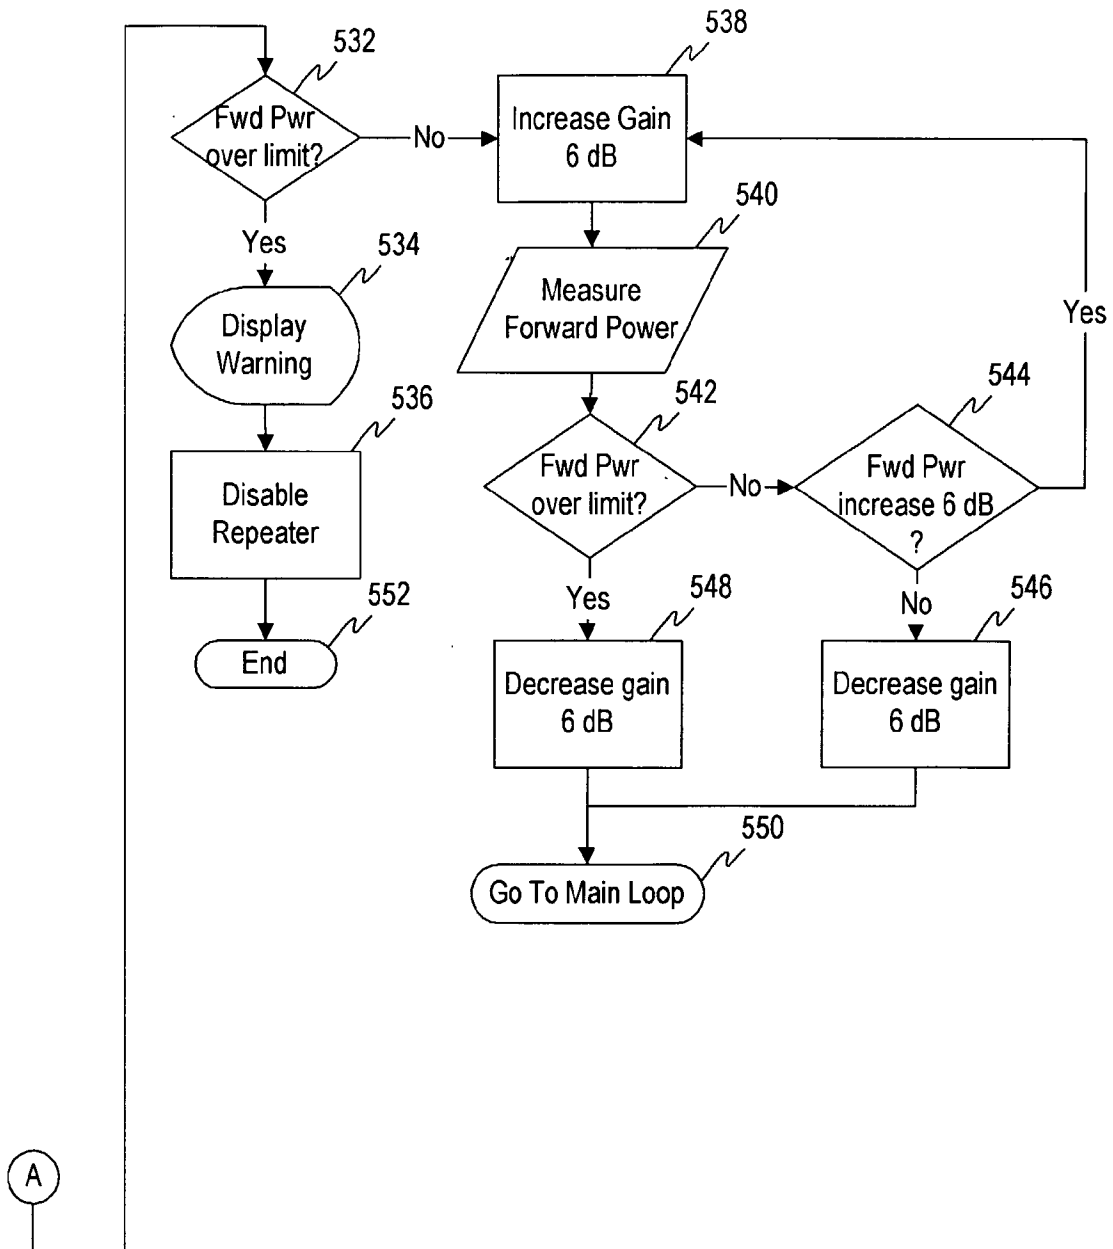 532
Fwd Pwr
over limit?
No
Yes
534
Display
Warning
536
Disable
Repeater
552
End
538
Increase Gain
6 dB
540
Measure
Forward Power
542
Fwd Pwr
over limit?
No
Yes
544
Fwd Pwr
increase 6 dB
?
Yes
No
548
Decrease gain
6 dB
546
Decrease gain
6 dB
550
Go To Main Loop
A